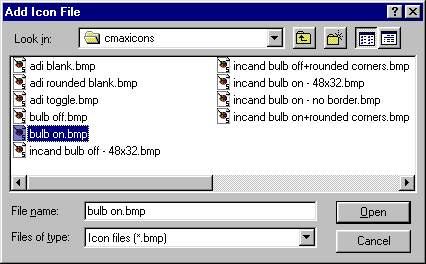 Add Icon File
Look in: cmaxicons
adi blank.bmp
adi rounded blank.bmp
adi toggle.bmp
bulb off.bmp
bulb on.bmp
incand bulb off - 48x32.bmp
incand bulb off+rounded corners.bmp
incand bulb on - 48x32.bmp
incand bulb on - no border.bmp
incand bulb on+rounded corners.bmp
File name: bulb on.bmp Open
Files of type: Icon files (*.bmp) Cancel